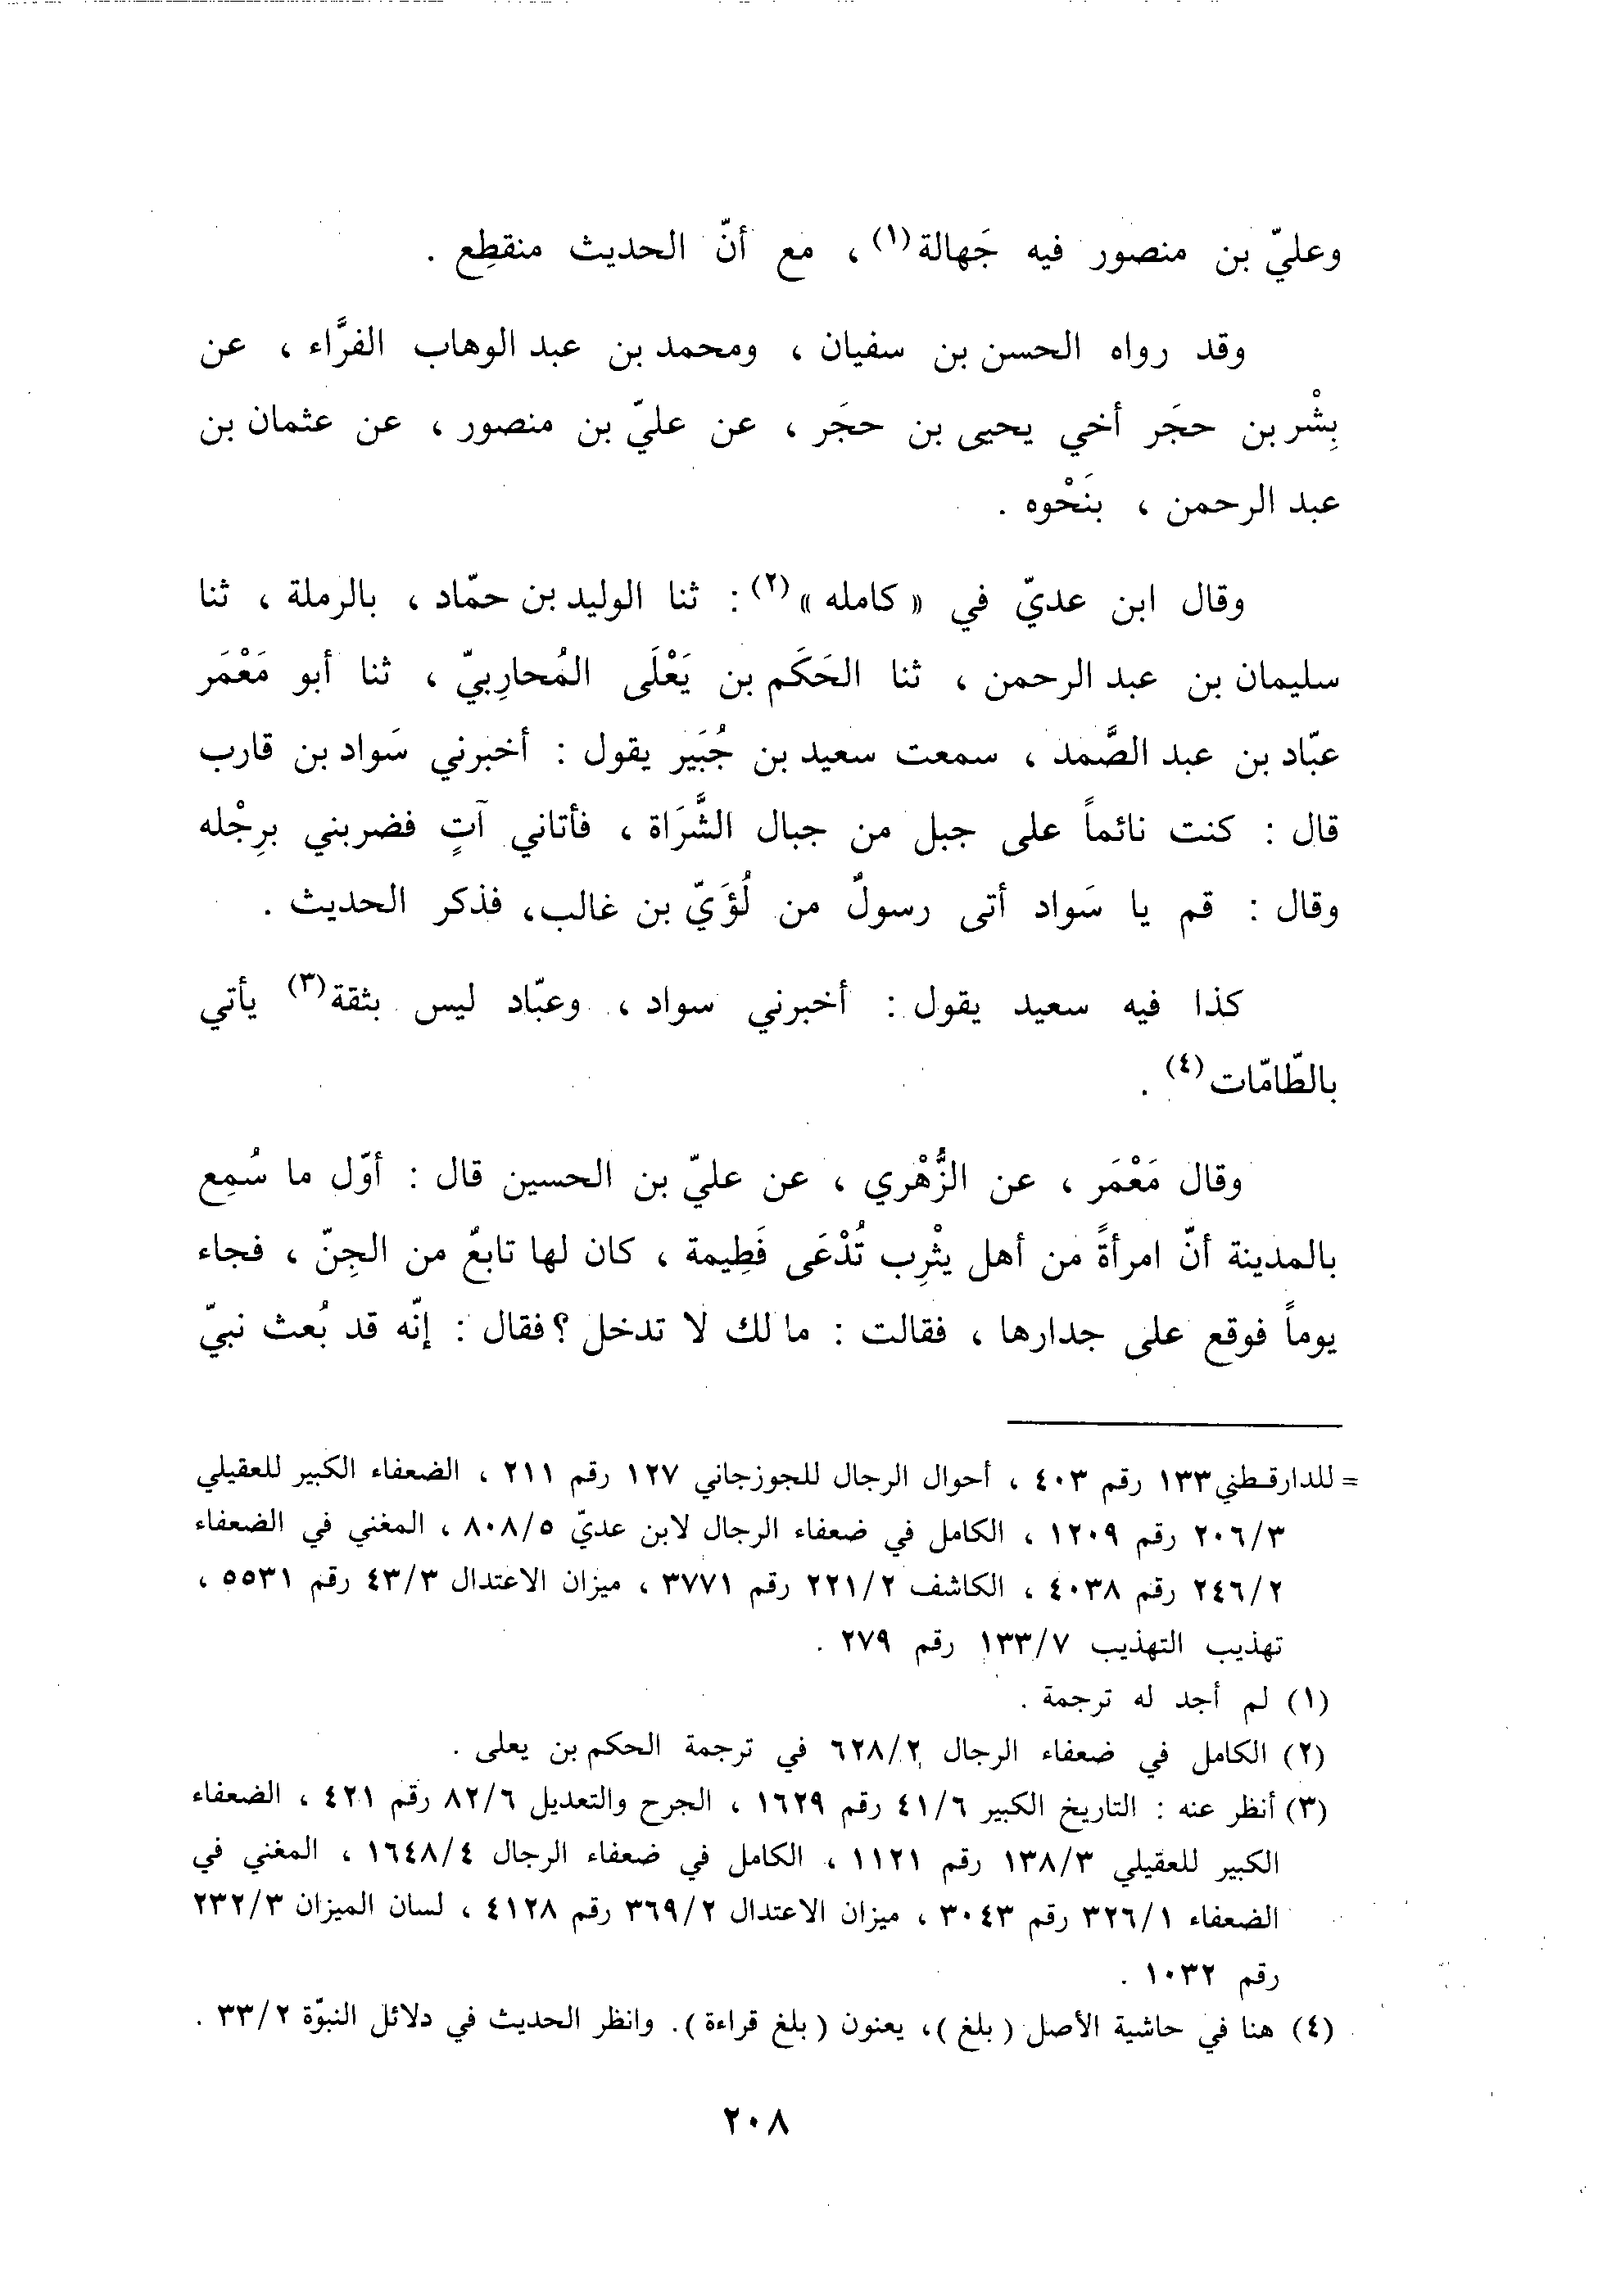 وعليّ بن منصور فيه جَهالة(١) ، مع أنّ الحديث منقطِع .
وقد رواه الحسن بن سفيان ، ومحمد بن عبد الوهاب الفرَّاء ، عن
بِشْر بن حجَر أخي يحيى بن حجَر ، عن عليّ بن منصور ، عن عثمان بن
عبد الرحمن ، بنَحْوه .
وقال ابن عديّ في « كامله »(٢) : ثنا الوليد بن حمّاد ، بالرملة ، ثنا
سليمان بن عبد الرحمن ، ثنا الحَكَم بن يَعْلَى المُحارِبيّ ، ثنا أبو مَعْمَر
عبّاد بن عبد الصَّمد ، سمعت سعيد بن جُبَير يقول : أخبرني سَواد بن قارب
قال : كنت نائماً على جبل من جبال الشَّرَاة ، فأتاني آتٍ فضربني برِجْله
وقال : قم يا سَواد أتى رسولٌ من لُؤَيّ بن غالب، فذكر الحديث .
كذا فيه سعيد يقول : أخبرني سواد ، وعبّاد ليس بثقة(٣) يأتي
بالطّامّات(٤) .
وقال مَعْمَر ، عن الزُّهْري ، عن عليّ بن الحسين قال : أوّل ما سُمِع
بالمدينة أنّ امرأةً من أهل يثْرِب تُدْعَى فَطِيمة ، كان لها تابعٌ من الجِنّ ، فجاء
يوماً فوقع على جدارها ، فقالت : ما لك لا تدخل ؟ فقال : إنّه قد بُعث نبيّ
= للدارقطني ١٣٣ رقم ٤٠٣ ، أحوال الرجال للجوزجاني ١٢٧ رقم ٢١١ ، الضعفاء الكبير للعقيلي
٢٠٦/٣ رقم ١٢٠٩ ، الكامل في ضعفاء الرجال لابن عديّ ٨٠٨/٥ ، المغني في الضعفاء
٢٤٦/٢ رقم ٤٠٣٨ ، الكاشف ٢٢١/٢ رقم ٣٧٧١ ، ميزان الاعتدال ٤٣/٣ رقم ٥٥٣١ ،
تهذيب التهذيب ١٣٣/٧ رقم ٢٧٩ .
(١) لم أجد له ترجمة .
(٢) الكامل في ضعفاء الرجال ٦٢٨/٢ في ترجمة الحكم بن يعلى .
(٣) أنظر عنه : التاريخ الكبير ٤١/٦ رقم ١٦٢٩ ، الجرح والتعديل ٨٢/٦ رقم ٤٢١ ، الضعفاء
الكبير للعقيلي ١٣٨/٣ رقم ١١٢١ ، الكامل في ضعفاء الرجال ١٦٤٨/٤ ، المغني في
الضعفاء ٣٢٦/١ رقم ٣٠٤٣ ، ميزان الاعتدال ٣٦٩/٢ رقم ٤١٢٨ ، لسان الميزان ٢٣٢/٣
رقم ١٠٣٢ .
(٤) هنا في حاشية الأصل ( بلغ )، يعنون ( بلغ قراءة ). وانظر الحديث في دلائل النبوّة ٣٣/٢ .
٢٠٨